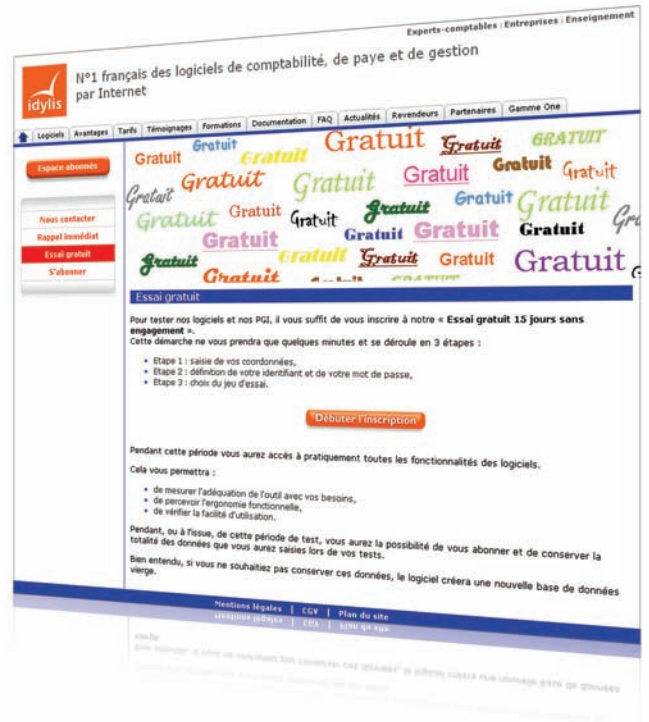 Experts-comptables | Entreprises | Enseignement
idylis
N°1 français des logiciels de comptabilité, de paye et de gestion
par Internet
Logiciels Avantages Tarifs Témoignages Formations Documentation FAQ Actualités Revendeurs Partenaires Gamme One
Espace abonnés
Nous contacter
Rappel immédiat
Essai gratuit
S'abonner
Gratuit Gratuit Gratuit Gratuit Gratuit GRATUIT
Gratuit Gratuit Gratuit Gratuit Gratuit Gratuit
Gratuit Gratuit Gratuit Gratuit Gratuit Gratuit
Gratuit Gratuit Gratuit Gratuit
Gratuit Gratuit Gratuit Gratuit Gratuit Gratuit
Gratuit
Essai gratuit
Pour tester nos logiciels et nos PGI, il vous suffit de vous inscrire à notre « Essai gratuit 15 jours sans
engagement ».
Cette démarche ne vous prendra que quelques minutes et se déroule en 3 étapes :
• Etape 1 : saisie de vos coordonnées,
• Etape 2 : définition de votre identifiant et de votre mot de passe,
• Etape 3 : choix du jeu d'essai.
Débuter l'inscription
Pendant cette période vous aurez accès à pratiquement toutes les fonctionnalités des logiciels.
Cela vous permettra :
• de mesurer l'adéquation de l'outil avec vos besoins,
• de percevoir l'ergonomie fonctionnelle,
• de vérifier la facilité d'utilisation.
Pendant, ou à l'issue, de cette période de test, vous aurez la possibilité de vous abonner et de conserver la
totalité des données que vous aurez saisies lors de vos tests.
Bien entendu, si vous ne souhaitiez pas conserver ces données, le logiciel créera une nouvelle base de données
vierge.
Mentions légales | CGV | Plan du site